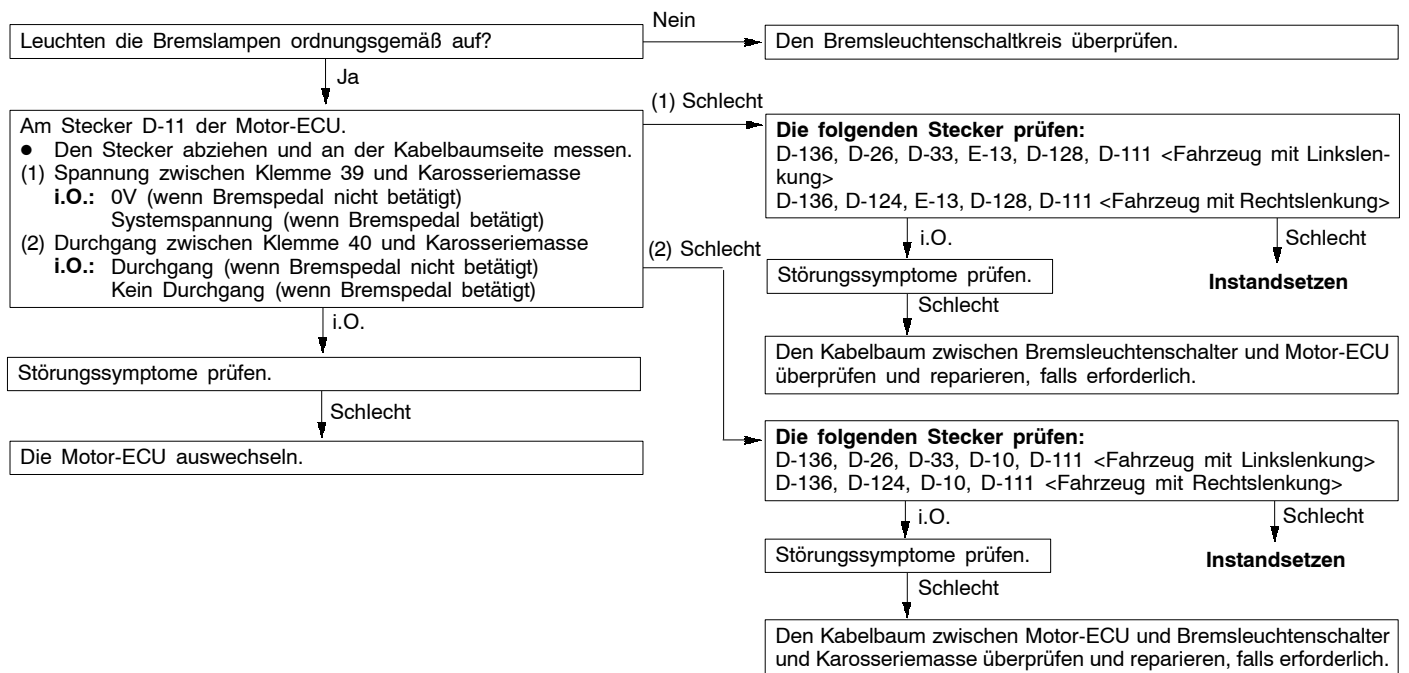 Leuchten die Bremslampen ordnungsgemäß auf?
Nein
Den Bremsleuchtenschaltkreis überprüfen.
Ja
Am Stecker D-11 der Motor-ECU.
● Den Stecker abziehen und an der Kabelbaumseite messen.
(1) Spannung zwischen Klemme 39 und Karosseriemasse
i.O.: 0V (wenn Bremspedal nicht betätigt)
Systemspannung (wenn Bremspedal betätigt)
(2) Durchgang zwischen Klemme 40 und Karosseriemasse
i.O.: Durchgang (wenn Bremspedal nicht betätigt)
Kein Durchgang (wenn Bremspedal betätigt)
(1) Schlecht
Die folgenden Stecker prüfen:
D-136, D-26, D-33, E-13, D-128, D-111 <Fahrzeug mit Linkslen-
kung>
D-136, D-124, E-13, D-128, D-111 <Fahrzeug mit Rechtslenkung>
i.O.
Schlecht
Störungssymptome prüfen.
Instandsetzen
Schlecht
Den Kabelbaum zwischen Bremsleuchtenschalter und Motor-ECU
überprüfen und reparieren, falls erforderlich.
(2) Schlecht
Die folgenden Stecker prüfen:
D-136, D-26, D-33, D-10, D-111 <Fahrzeug mit Linkslenkung>
D-136, D-124, D-10, D-111 <Fahrzeug mit Rechtslenkung>
i.O.
Schlecht
Störungssymptome prüfen.
Instandsetzen
Schlecht
Den Kabelbaum zwischen Motor-ECU und Bremsleuchtenschalter
und Karosseriemasse überprüfen und reparieren, falls erforderlich.
i.O.
Störungssymptome prüfen.
Schlecht
Die Motor-ECU auswechseln.